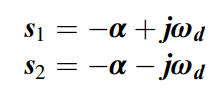 s₁ = −α + jω_d
s₂ = −α − jω_d